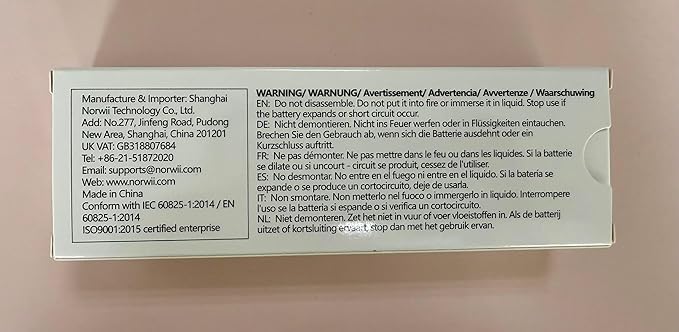 Manufacture & Importer: Shanghai
Norwii Technology Co., Ltd.
Add: No.277, Jinfeng Road, Pudong
New Area, Shanghai, China 201201
UK VAT: GB318807684
Tel: +86-21-51872020
Email: supports@norwii.com
Web: www.norwii.com
Made in China
Conform with IEC 60825-1:2014 / EN
60825-1:2014
ISO9001:2015 certified enterprise
WARNING/ WARNUNG/ Avertissement/ Advertencia/ Avvertenze / Waarschuwing
EN: Do not disassemble. Do not put it into fire or immerse it in liquid. Stop use if
the battery expands or short circuit occur.
DE: Nicht demontieren. Nicht ins Feuer werfen oder in Flüssigkeiten eintauchen.
Brechen Sie den Gebrauch ab, wenn sich die Batterie ausdehnt oder ein
Kurzschluss auftritt.
FR: Ne pas démonter. Ne pas mettre dans le feu ou dans les liquides. Si la batterie
se dilate ou si uncourt - circuit se produit, cessez de l'utiliser.
ES: No desmontar. No entre en el fuego ni entre en el líquido. Si la batería
se expande o se produce un cortocircuito, deje de usarla.
IT: Non smontare. Non metterlo nel fuoco o immergerlo in liquido. Interrompere
l'uso se la batteria si espande o si verifica un cortocircuito.
NL: Niet demonteren. Zet het niet in vuur of voer vloeistoffen in. Als de batterij
uitzet of kortsluiting ervaart, stop dan met het gebruik ervan.